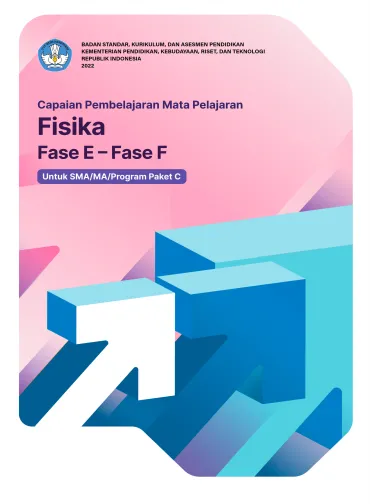 BADAN STANDAR, KURIKULUM, DAN ASESMEN PENDIDIKAN
KEMENTERIAN PENDIDIKAN, KEBUDAYAAN, RISET, DAN TEKNOLOGI
REPUBLIK INDONESIA
2022
Capaian Pembelajaran Mata Pelajaran
Fisika
Fase E – Fase F
Untuk SMA/MA/Program Paket C